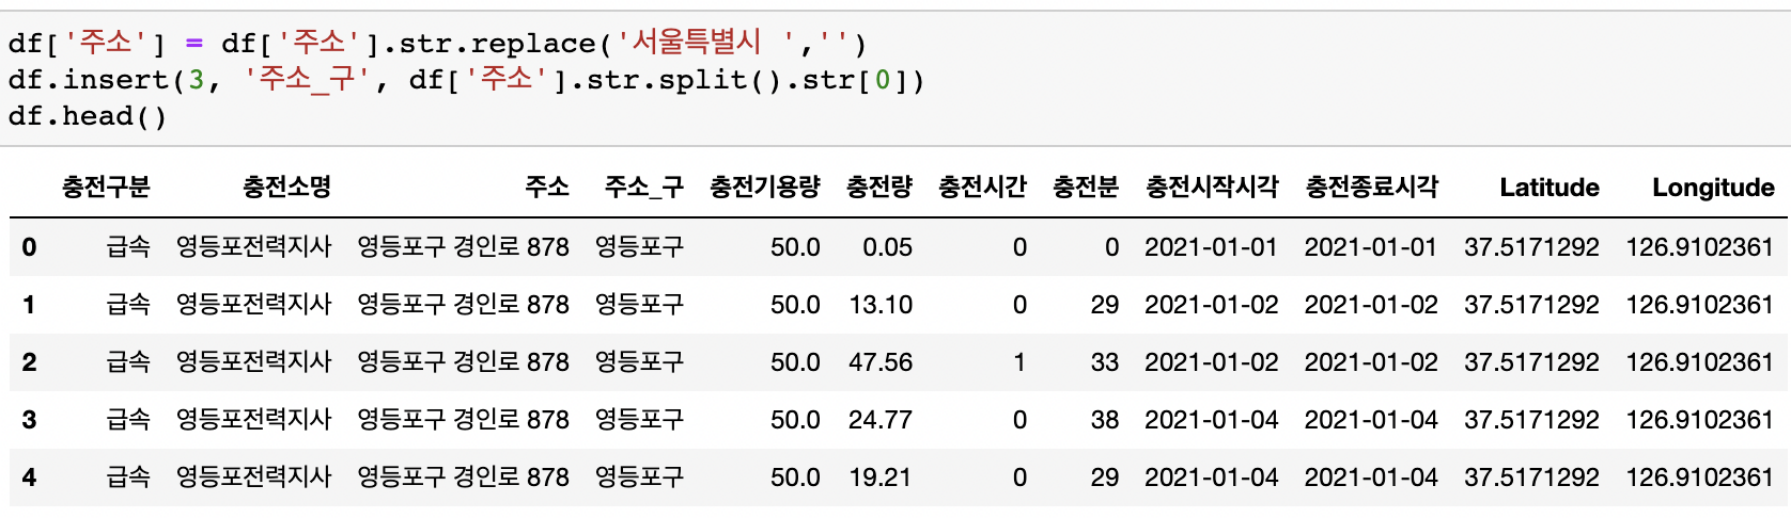 df['주소'] = df['주소'].str.replace('서울특별시 ','')
df.insert(3, '주소_구', df['주소'].str.split().str[0])
df.head()
충전구분 충전소명 주소 주소_구 충전기용량 충전량 충전시간 충전분 충전시작시각 충전종료시각 Latitude Longitude
0 급속 영등포전력지사 영등포구 경인로 878 영등포구 50.0 0.05 0 0 2021-01-01 2021-01-01 37.5171292 126.9102361
1 급속 영등포전력지사 영등포구 경인로 878 영등포구 50.0 13.10 0 29 2021-01-02 2021-01-02 37.5171292 126.9102361
2 급속 영등포전력지사 영등포구 경인로 878 영등포구 50.0 47.56 1 33 2021-01-02 2021-01-02 37.5171292 126.9102361
3 급속 영등포전력지사 영등포구 경인로 878 영등포구 50.0 24.77 0 38 2021-01-04 2021-01-04 37.5171292 126.9102361
4 급속 영등포전력지사 영등포구 경인로 878 영등포구 50.0 19.21 0 29 2021-01-04 2021-01-04 37.5171292 126.9102361